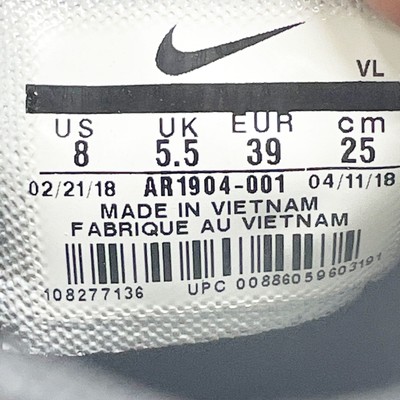 VL
US UK EUR cm
8 5.5 39 25
02/21/18 AR1904-001 04/11/18
MADE IN VIETNAM
FABRIQUE AU VIETNAM
108277136 UPC 00886059603191